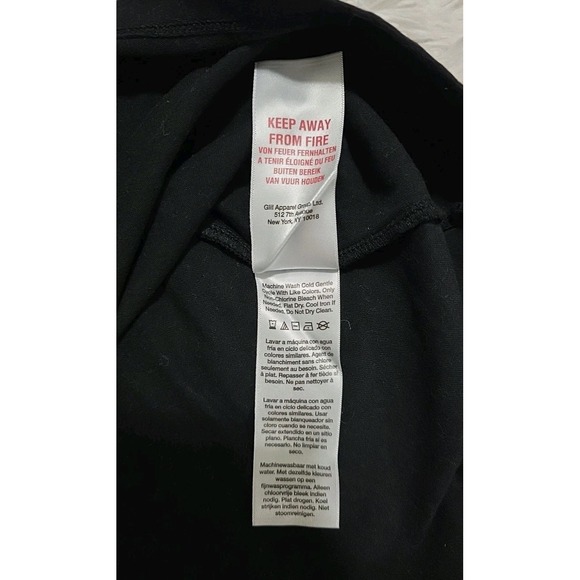 KEEP AWAY
FROM FIRE
VON FEUER FERNHALTEN
A TENIR ÉLOIGNÉ DU FEU
BUITEN BEREIK
VAN VUUR HOUDEN
GIII Apparel Group Ltd.
512 7th Avenue
New York, NY 10018
Machine Wash Cold Gentle
Cycle With Like Colors. Only
Non-Chlorine Bleach When
Needed. Flat Dry. Cool Iron If
Needed. Do Not Dry Clean.
Lavar a máquina con agua
fria en ciclo delicado con
colores similares. Agent de
blanchiment sans chlore
seulement au besoin. Sécher
à plat. Repasser à fer tiède al
besoin. Ne pas nettoyer à
sec.
Lavar a máquina con agua
fria en ciclo delicado con
colores similares. Usar
solamente blanqueador sin
cloro cuando se necesite.
Secar extendido en un sitio
plano. Plancha fria si es
necesario. No limpiar en
seco.
Machinewasbaar met koud
water. Met dezelfde kleuren
wassen op een
fijnwasprogramma. Alleen
chloorvrije bleek indien
nodig. Plat drogen. Koel
strijken indien nodig. Niet
stoomreinigen.